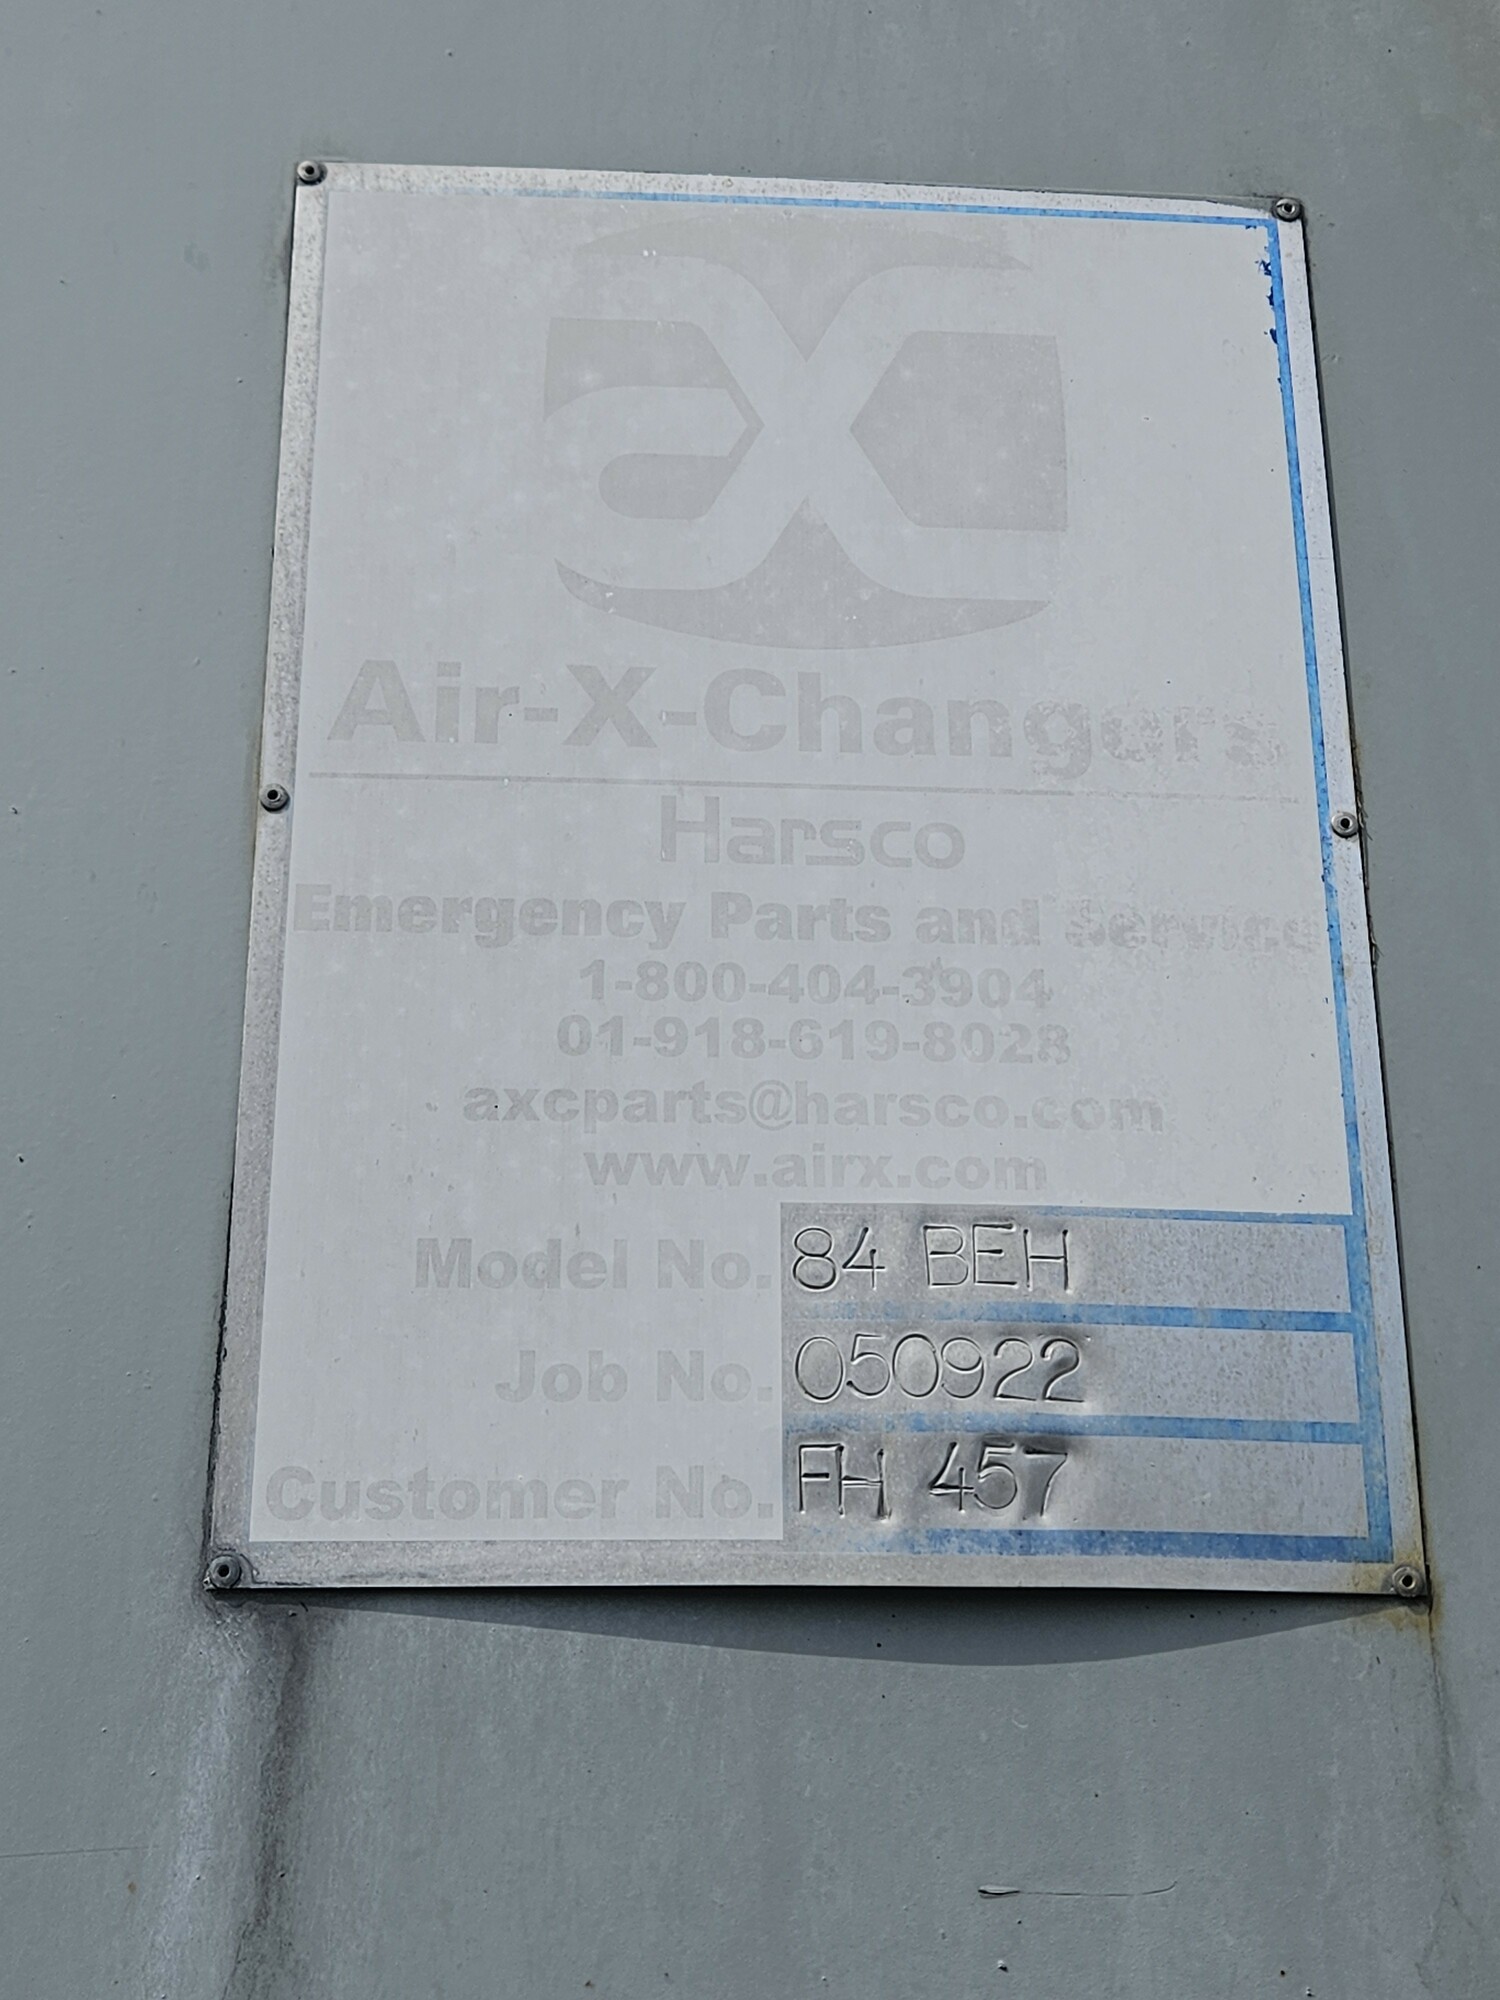 aXc
Air-X-Changers
Harsco
Emergency Parts and Service
1-800-404-3904
01-918-619-8028
axcparts@harsco.com
www.airx.com
Model No. 84 BEH
Job No. 050922
Customer No. FH 457